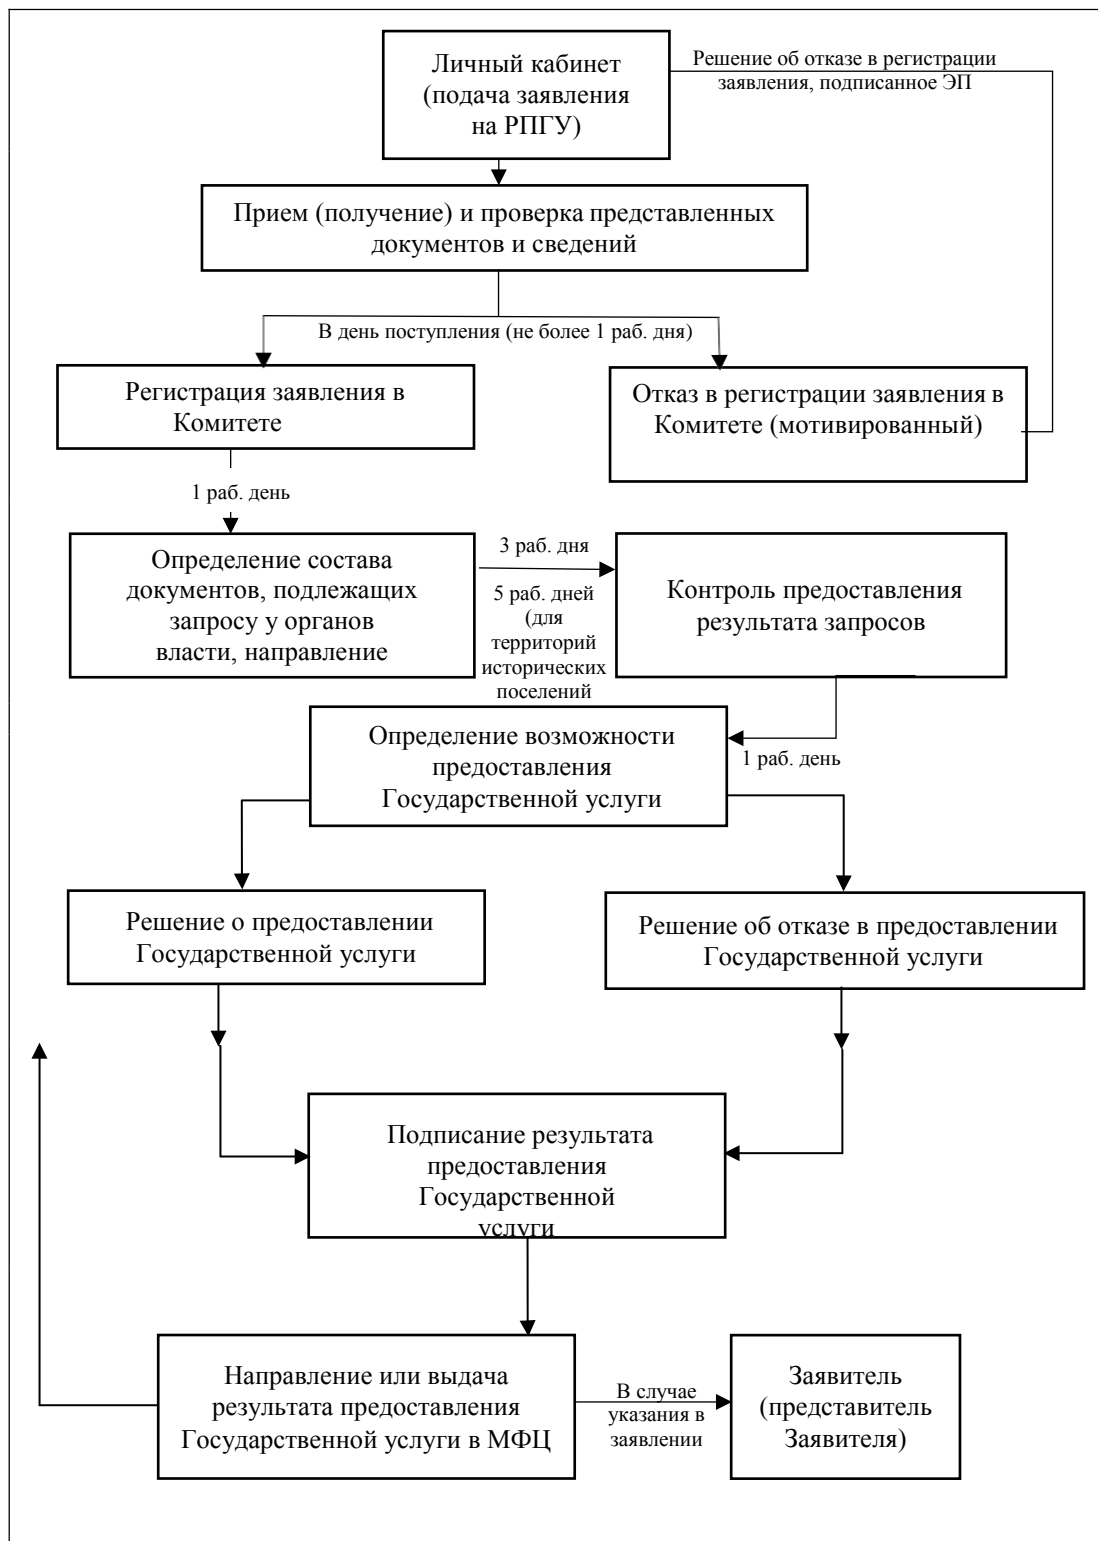 Личный кабинет
(подача заявления
на РПГУ)
Решение об отказе в регистрации
заявления, подписанное ЭП
Прием (получение) и проверка представленных
документов и сведений
В день поступления (не более 1 раб. дня)
Регистрация заявления в
Комитете
Отказ в регистрации заявления в
Комитете (мотивированный)
1 раб. день
Определение состава
документов, подлежащих
запросу у органов
власти, направление
3 раб. дня
5 раб. дней
(для
территорий
исторических
поселений
Контроль предоставления
результата запросов
Определение возможности
предоставления
Государственной услуги
1 раб. день
Решение о предоставлении
Государственной услуги
Решение об отказе в предоставлении
Государственной услуги
Подписание результата
предоставления
Государственной
услуги
Направление или выдача
результата предоставления
Государственной услуги в МФЦ
В случае
указания в
заявлении
Заявитель
(представитель
Заявителя)